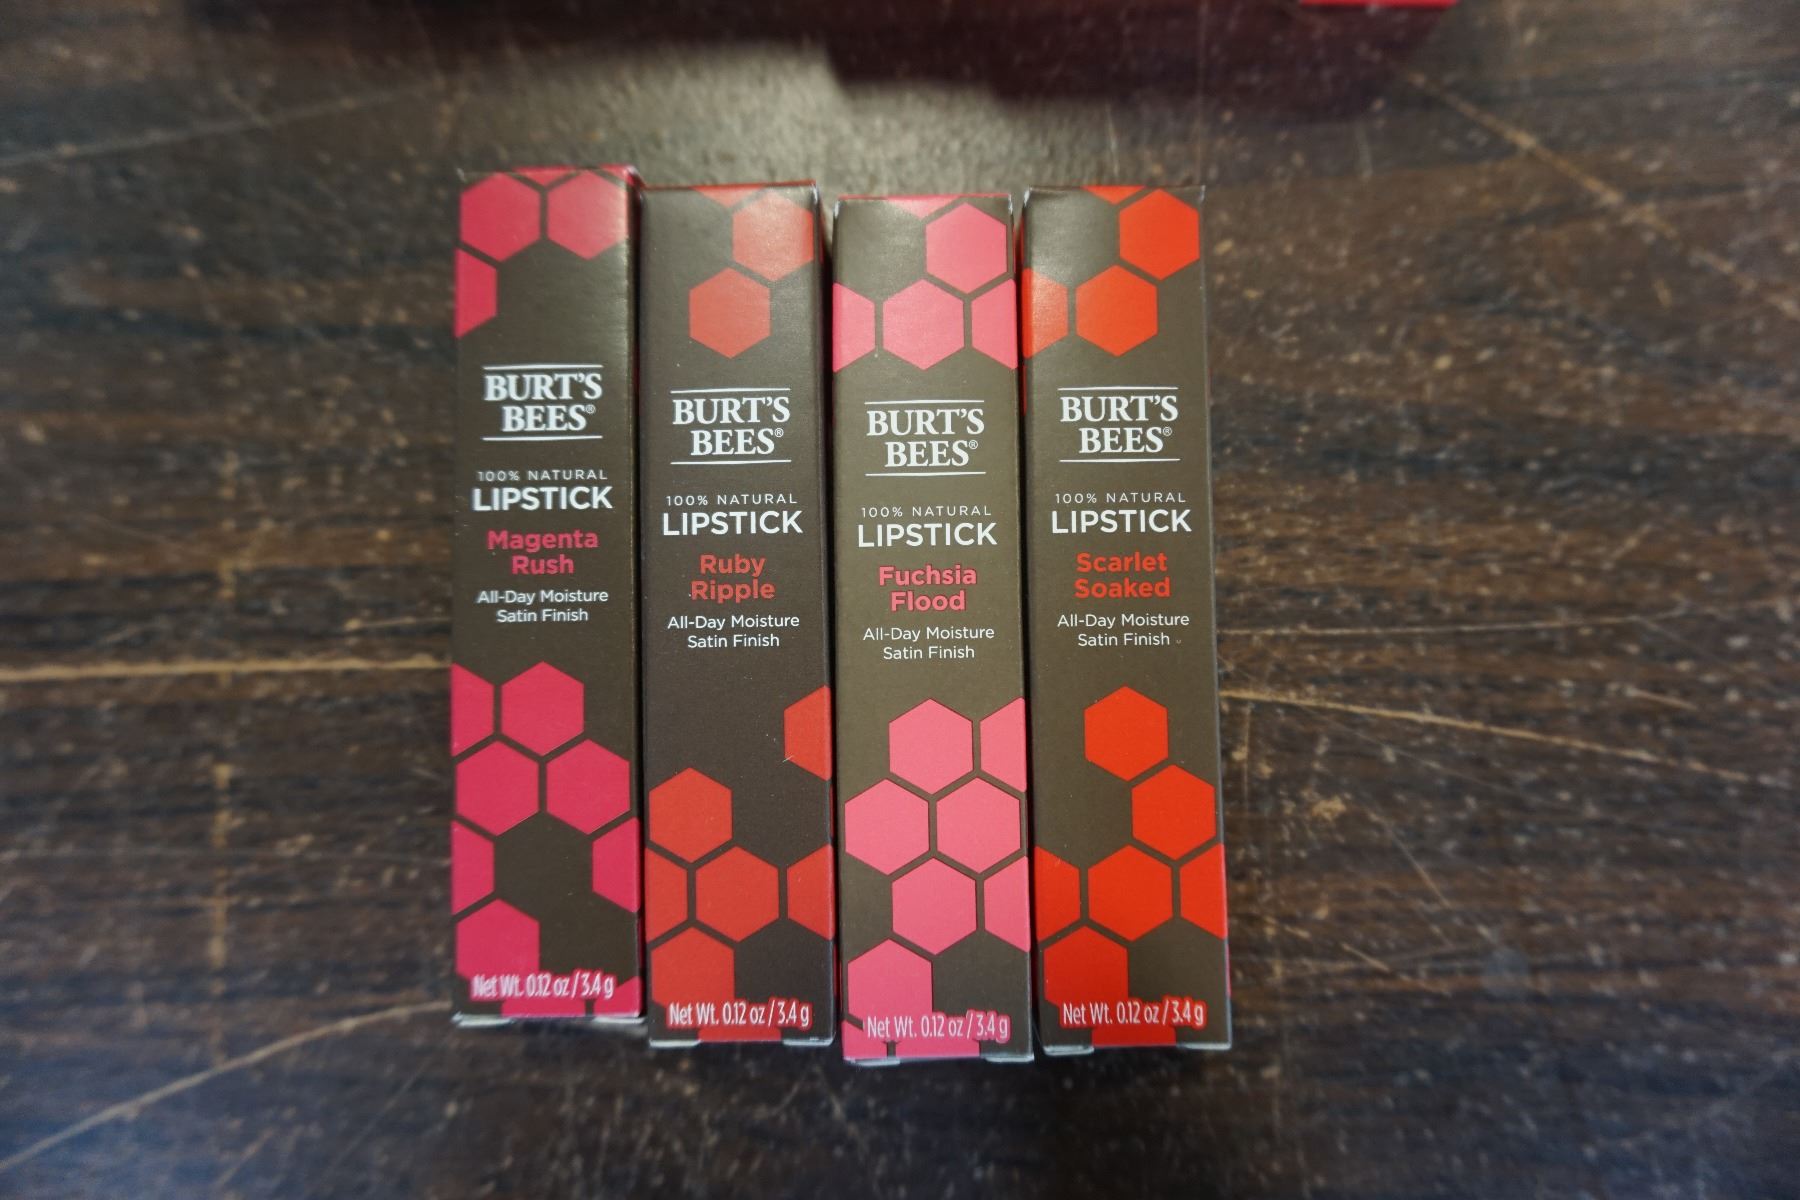 BURT'S
BEES®
100% NATURAL
LIPSTICK
Magenta
Rush
All-Day Moisture
Satin Finish
Net Wt. 0.12 oz / 3.4 g
BURT'S
BEES®
100% NATURAL
LIPSTICK
Ruby
Ripple
All-Day Moisture
Satin Finish
Net Wt. 0.12 oz / 3.4 g
BURT'S
BEES®
100% NATURAL
LIPSTICK
Fuchsia
Flood
All-Day Moisture
Satin Finish
Net Wt. 0.12 oz / 3.4 g
BURT'S
BEES®
100% NATURAL
LIPSTICK
Scarlet
Soaked
All-Day Moisture
Satin Finish
Net Wt. 0.12 oz / 3.4 g